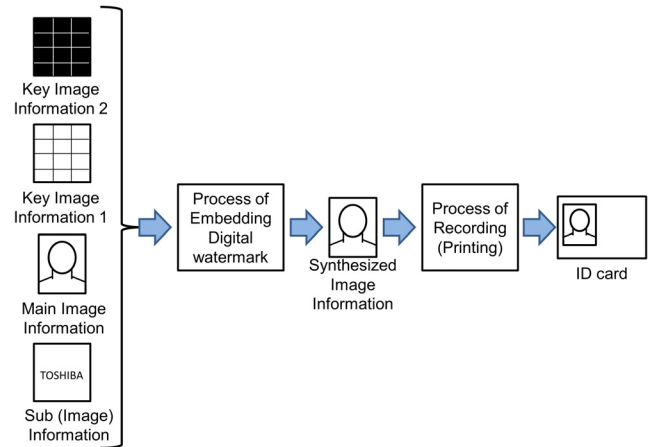 Key Image
Information 2
Key Image
Information 1
Main Image
Information
TOSHIBA
Sub (Image)
Information
Process of
Embedding
Digital
watermark
Synthesized
Image
Information
Process of
Recording
(Printing)
ID card